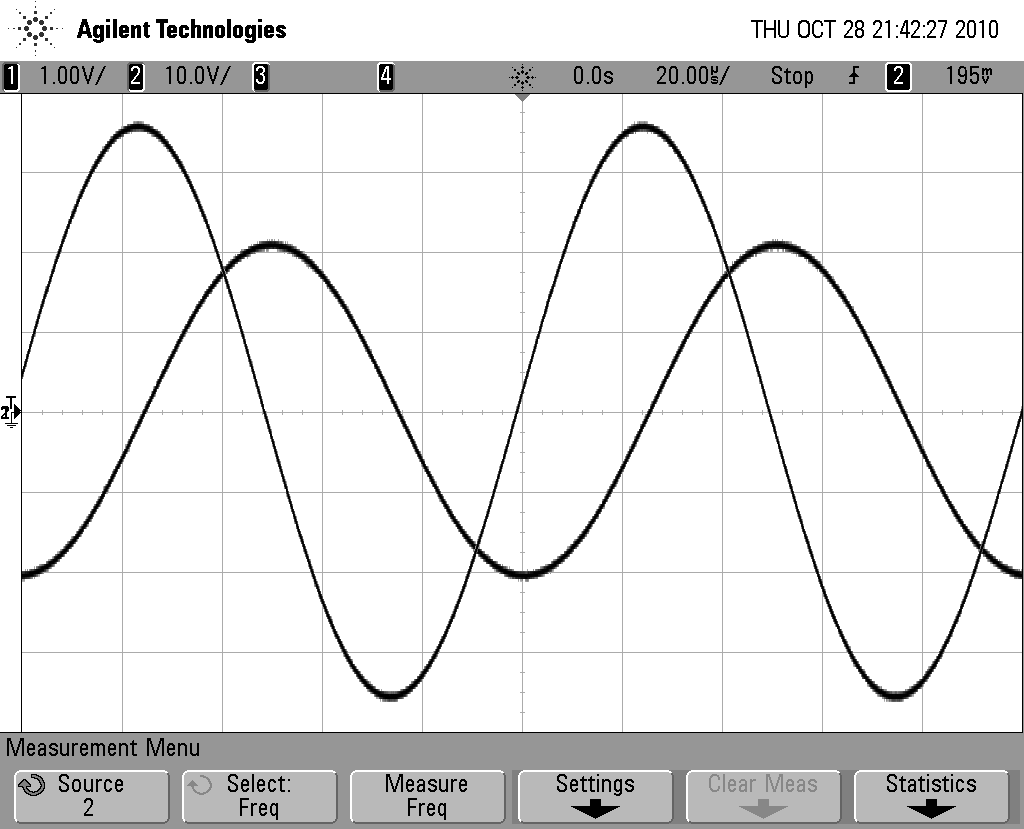 Agilent Technologies THU OCT 28 21:42:27 2010
1 1.00V/ 2 10.0V/ 3 4 0.0s 20.00µs/ Stop 2 195mV
Measurement Menu
Source Select: Measure Settings Clear Meas Statistics
2 Freq Freq